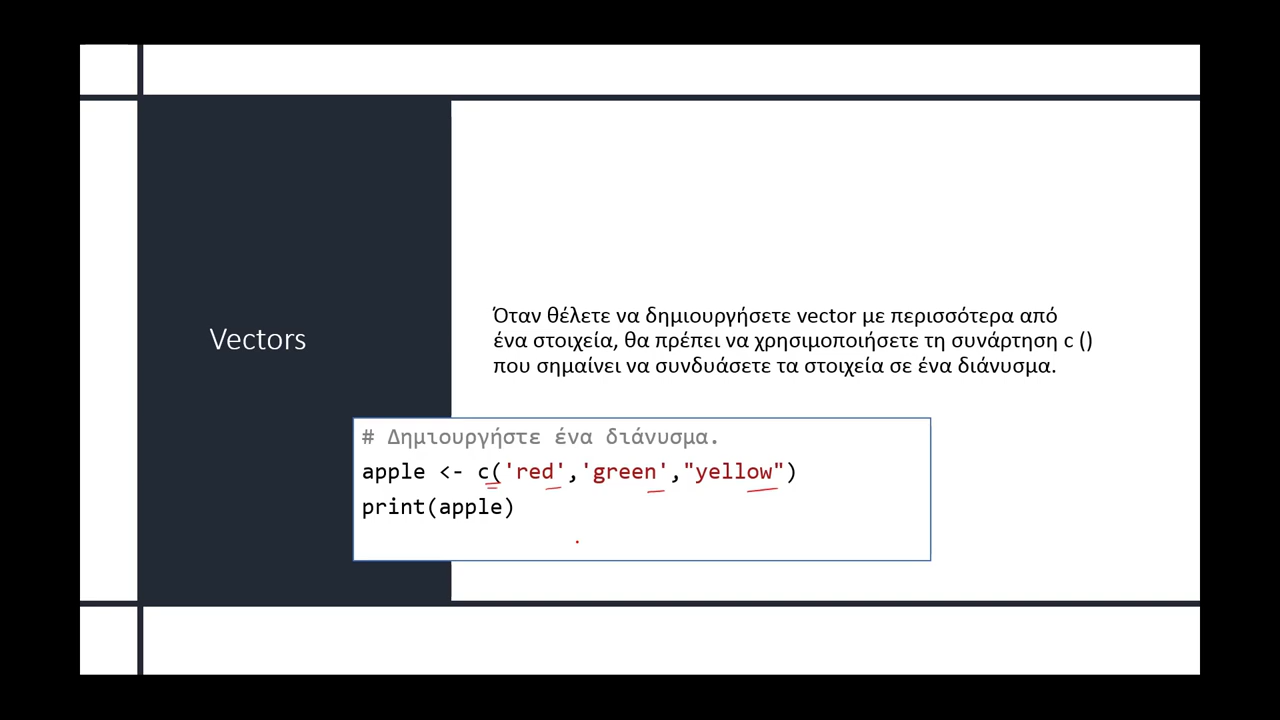 Vectors
Όταν θέλετε να δημιουργήσετε vector με περισσότερα από
ένα στοιχεία, θα πρέπει να χρησιμοποιήσετε τη συνάρτηση c ()
που σημαίνει να συνδυάσετε τα στοιχεία σε ένα διάνυσμα.
# Δημιουργήστε ένα διάνυσμα.
apple <- c('red','green',"yellow")
print(apple)